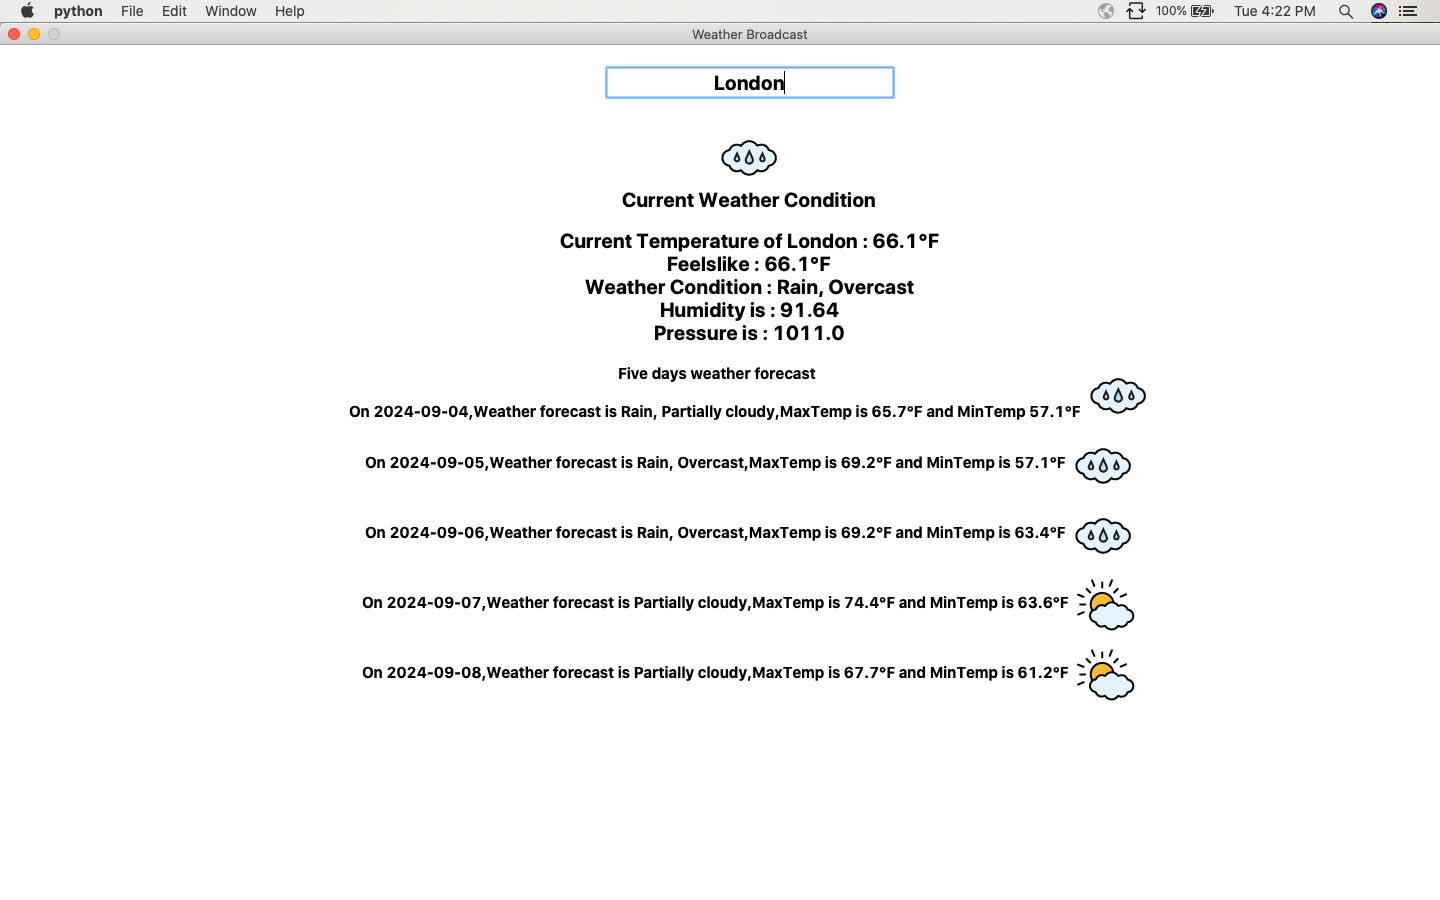 python File Edit Window Help 100% Tue 4:22 PM
Weather Broadcast
London
Current Weather Condition
Current Temperature of London : 66.1°F
Feelslike : 66.1°F
Weather Condition : Rain, Overcast
Humidity is : 91.64
Pressure is : 1011.0
Five days weather forecast
On 2024-09-04,Weather forecast is Rain, Partially cloudy,MaxTemp is 65.7°F and MinTemp 57.1°F
On 2024-09-05,Weather forecast is Rain, Overcast,MaxTemp is 69.2°F and MinTemp is 57.1°F
On 2024-09-06,Weather forecast is Rain, Overcast,MaxTemp is 69.2°F and MinTemp is 63.4°F
On 2024-09-07,Weather forecast is Partially cloudy,MaxTemp is 74.4°F and MinTemp is 63.6°F
On 2024-09-08,Weather forecast is Partially cloudy,MaxTemp is 67.7°F and MinTemp is 61.2°F